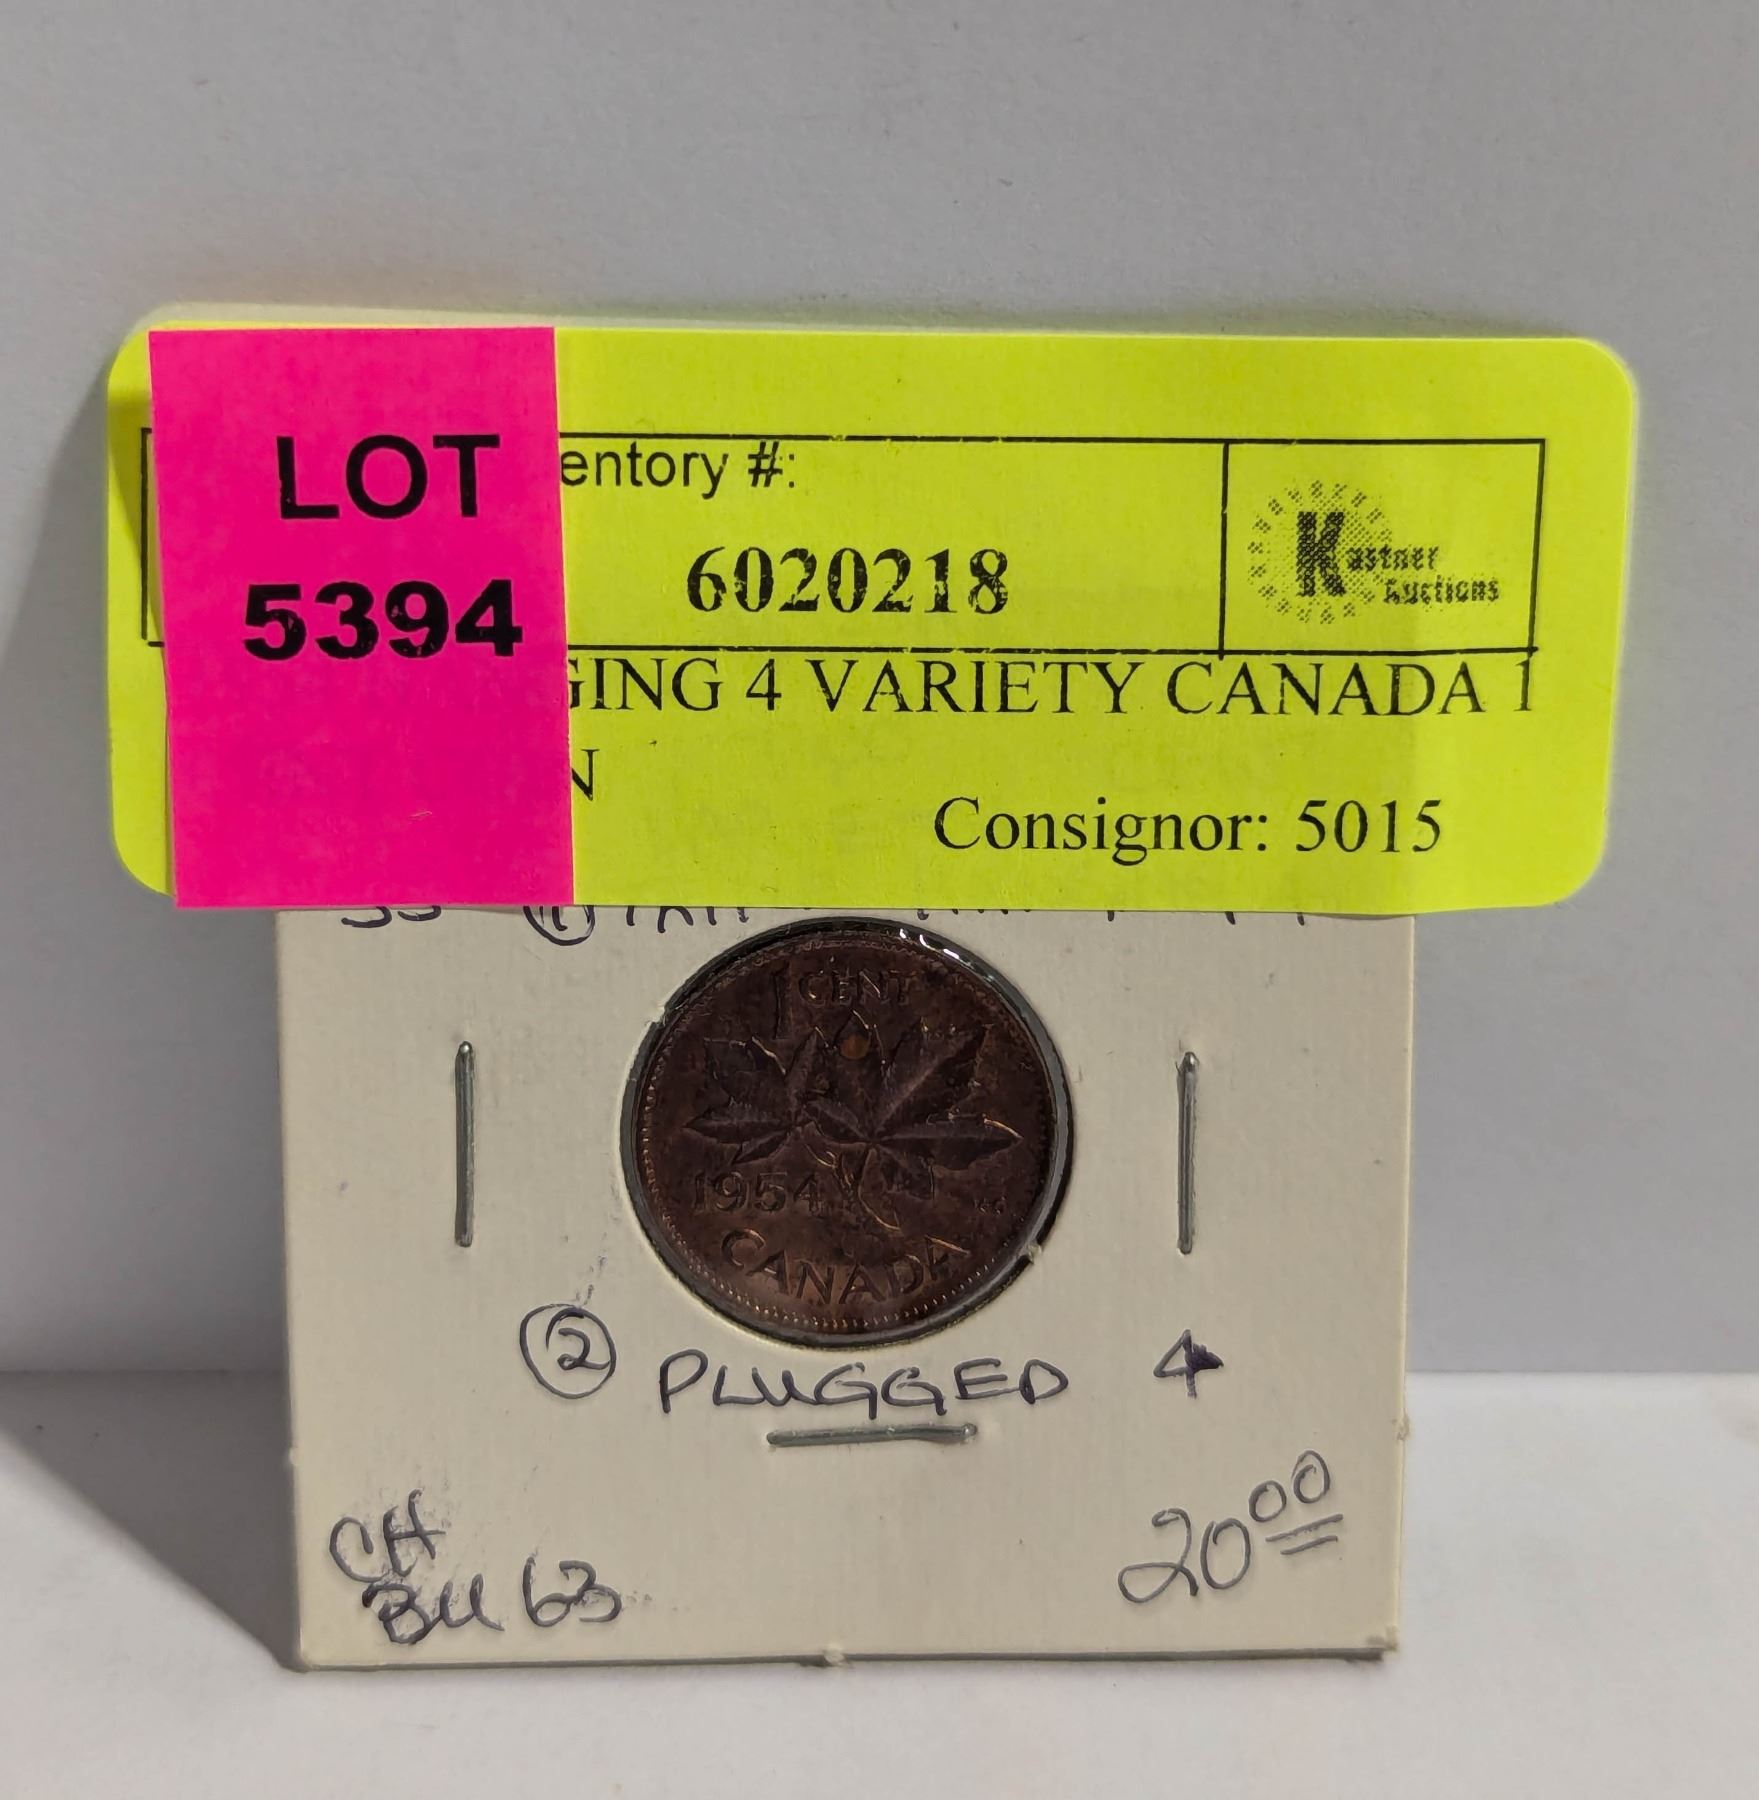 LOT
5394
entory #:
6020218
Kastner
Auctions
GING 4 VARIETY CANADA 1
N
Consignor: 5015
1 CENT
1954
KG
CANADA
② PLUGGED 4
CH
BU 63
20.00